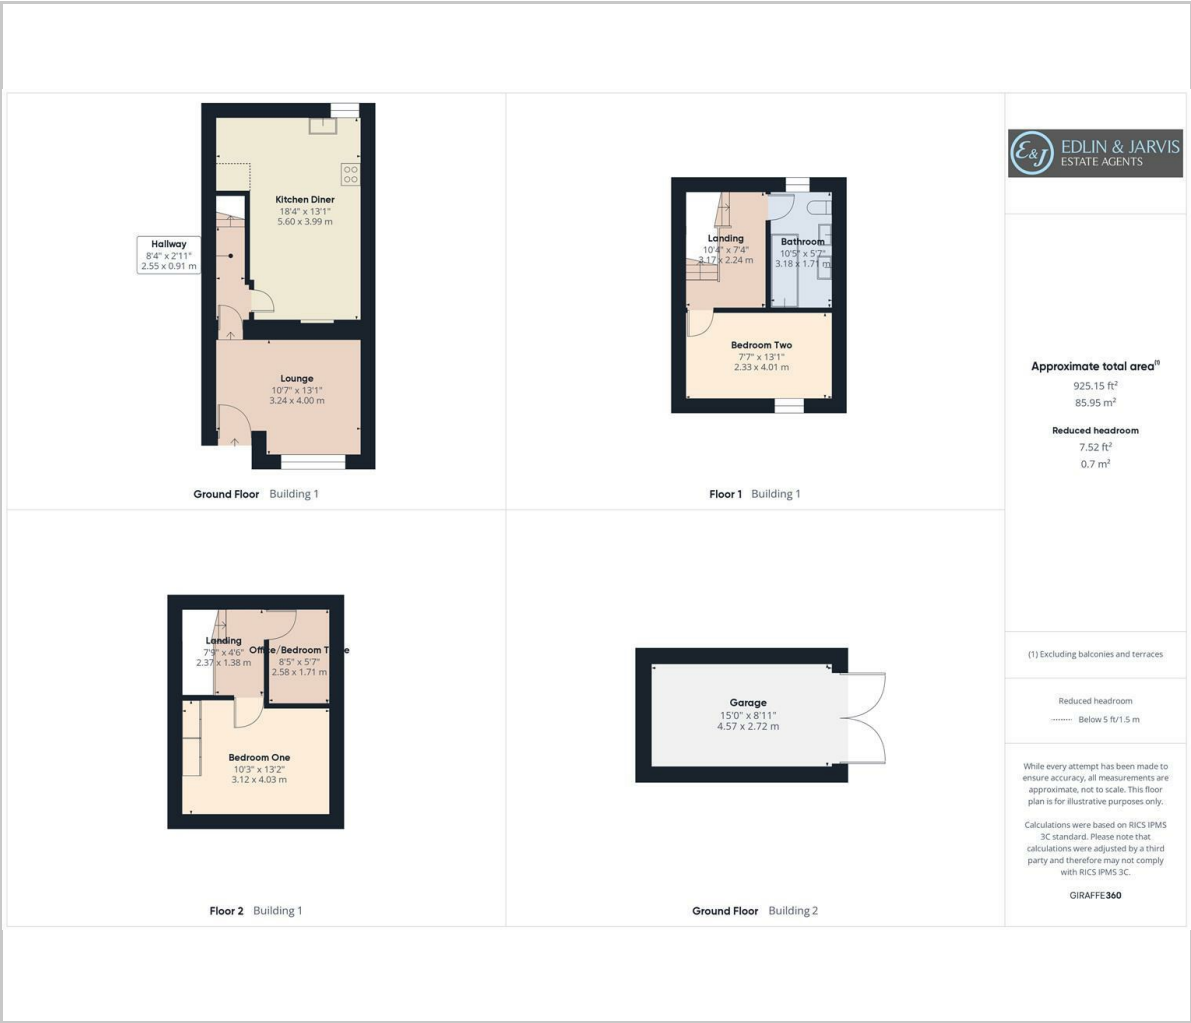 Kitchen Diner
18'4" x 13'1"
5.60 x 3.99 m
Hallway
8'4" x 2'11"
2.55 x 0.91 m
Lounge
10'7" x 13'1"
3.24 x 4.00 m
Ground Floor Building 1
Landing
10'4" x 7'4"
3.17 x 2.24 m
Bathroom
10'5" x 5'7"
3.18 x 1.71 m
Bedroom Two
7'7" x 13'1"
2.33 x 4.01 m
Floor 1 Building 1
Landing
7'9" x 4'6"
2.37 x 1.38 m
Office/Bedroom
8'5" x 5'7"
2.58 x 1.71 m
Bedroom One
10'3" x 13'2"
3.12 x 4.03 m
Floor 2 Building 1
Garage
15'0" x 8'11"
4.57 x 2.72 m
Ground Floor Building 2
E&J
EDLIN & JARVIS
ESTATE AGENTS
Approximate total area(1)
925.15 ft²
85.95 m²
Reduced headroom
7.52 ft²
0.7 m²
(1) Excluding balconies and terraces
Reduced headroom
Below 5 ft/1.5 m
While every attempt has been made to
ensure accuracy, all measurements are
approximate, not to scale. This floor
plan is for illustrative purposes only.
Calculations were based on RICS IPMS
3C standard. Please note that
calculations were adjusted by a third
party and therefore may not comply
with RICS IPMS 3C.
GIRAFFE360